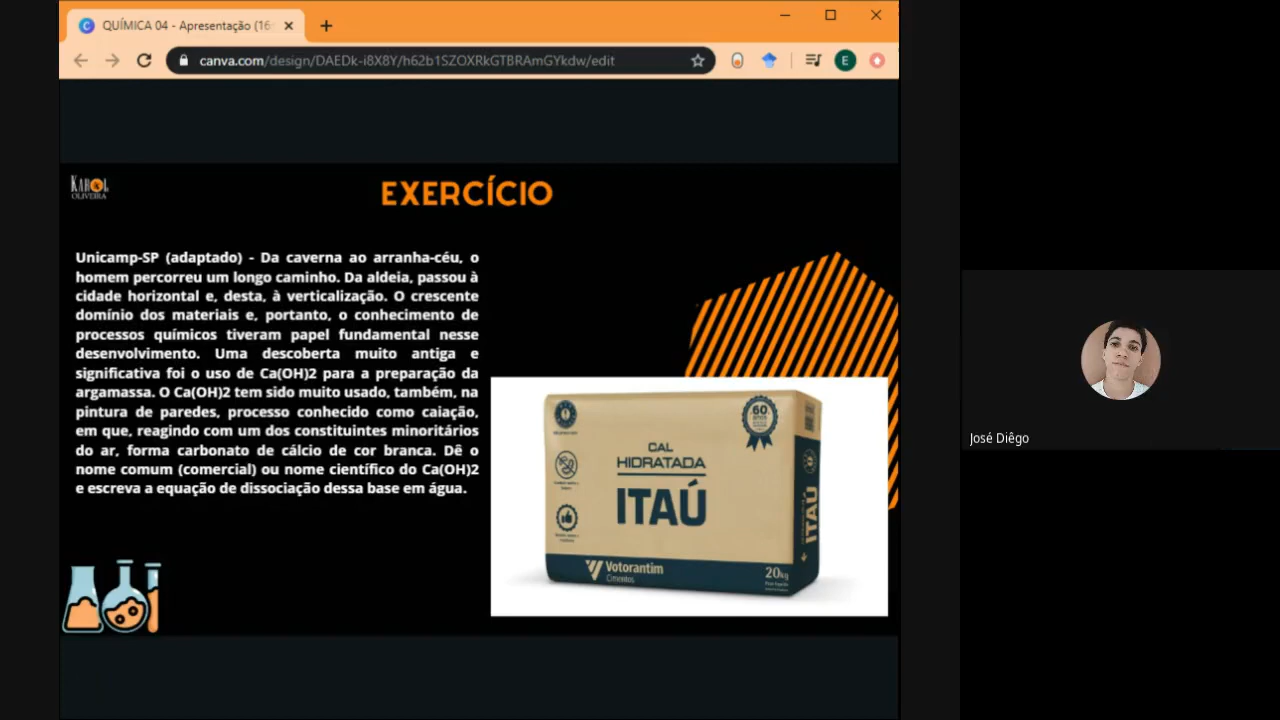 QUÍMICA 04 - Apresentação (16:
canva.com/design/DAEDk-i8X8Y/h62b1SZOXRkGTBRAmGYkdw/edit
E
KAROL
OLIVEIRA
EXERCÍCIO
Unicamp-SP (adaptado) - Da caverna ao arranha-céu, o
homem percorreu um longo caminho. Da aldeia, passou à
cidade horizontal e, desta, à verticalização. O crescente
domínio dos materiais e, portanto, o conhecimento de
processos químicos tiveram papel fundamental nesse
desenvolvimento. Uma descoberta muito antiga e
significativa foi o uso de Ca(OH)2 para a preparação da
argamassa. O Ca(OH)2 tem sido muito usado, também, na
pintura de paredes, processo conhecido como caiação,
em que, reagindo com um dos constituintes minoritários
do ar, forma carbonato de cálcio de cor branca. Dê o
nome comum (comercial) ou nome científico do Ca(OH)2
e escreva a equação de dissociação dessa base em água.
60
CAL
HIDRATADA
ITAÚ
ITAÚ
Votorantim
Cimentos
20kg
José Diêgo